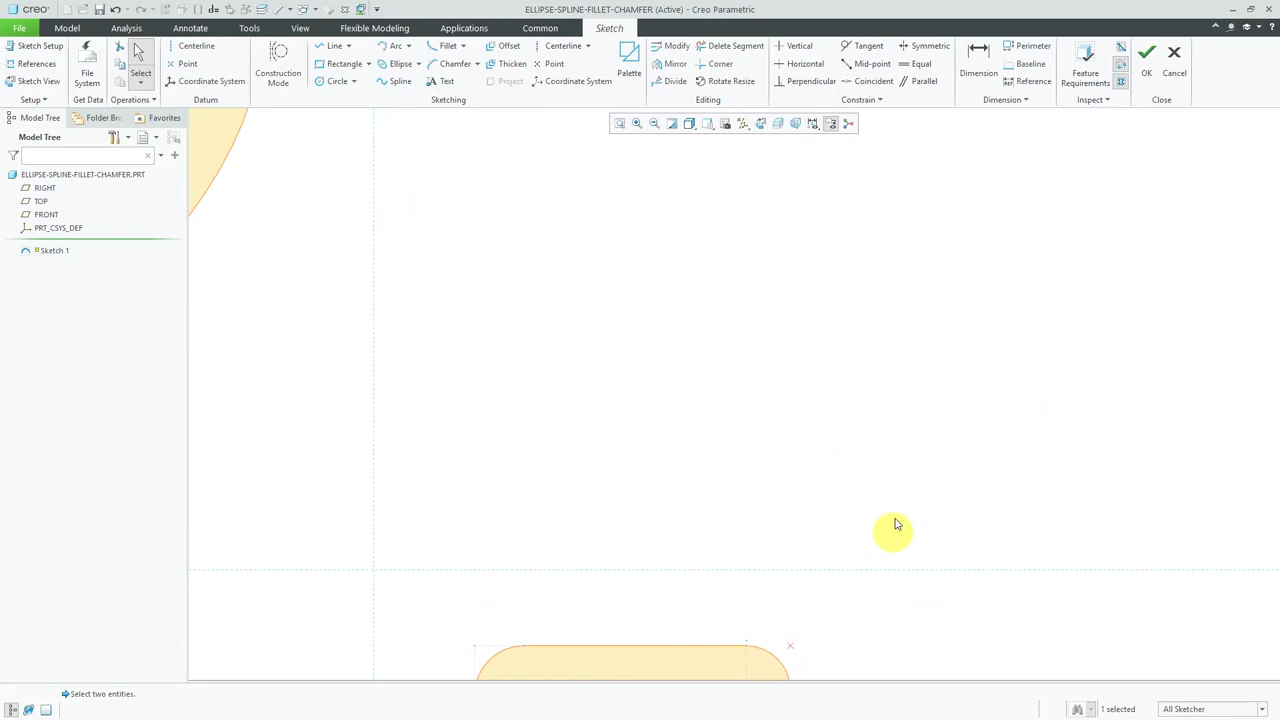 creo ELLIPSE-SPLINE-FILLET-CHAMFER (Active) - Creo Parametric
File Model Analysis Annotate Tools View Flexible Modeling Applications Common Sketch
Sketch Setup Centerline Line Arc Fillet Offset Centerline Modify Delete Segment Vertical Tangent Symmetric Perimeter
References Point Rectangle Ellipse Chamfer Thicken Point Mirror Corner Horizontal Mid-point Equal Baseline
Sketch View File System Select Coordinate System Construction Mode Circle Spline Text Project Coordinate System Palette Divide Rotate Resize Perpendicular Coincident Parallel Dimension Reference Feature Requirements OK Cancel
Setup Get Data Operations Datum Sketching Editing Constrain Dimension Inspect Close
Model Tree Folder Bro Favorites
Model Tree
ELLIPSE-SPLINE-FILLET-CHAMFER.PRT
RIGHT
TOP
FRONT
PRT_CSYS_DEF
Sketch 1
Select two entities.
1 selected All Sketcher